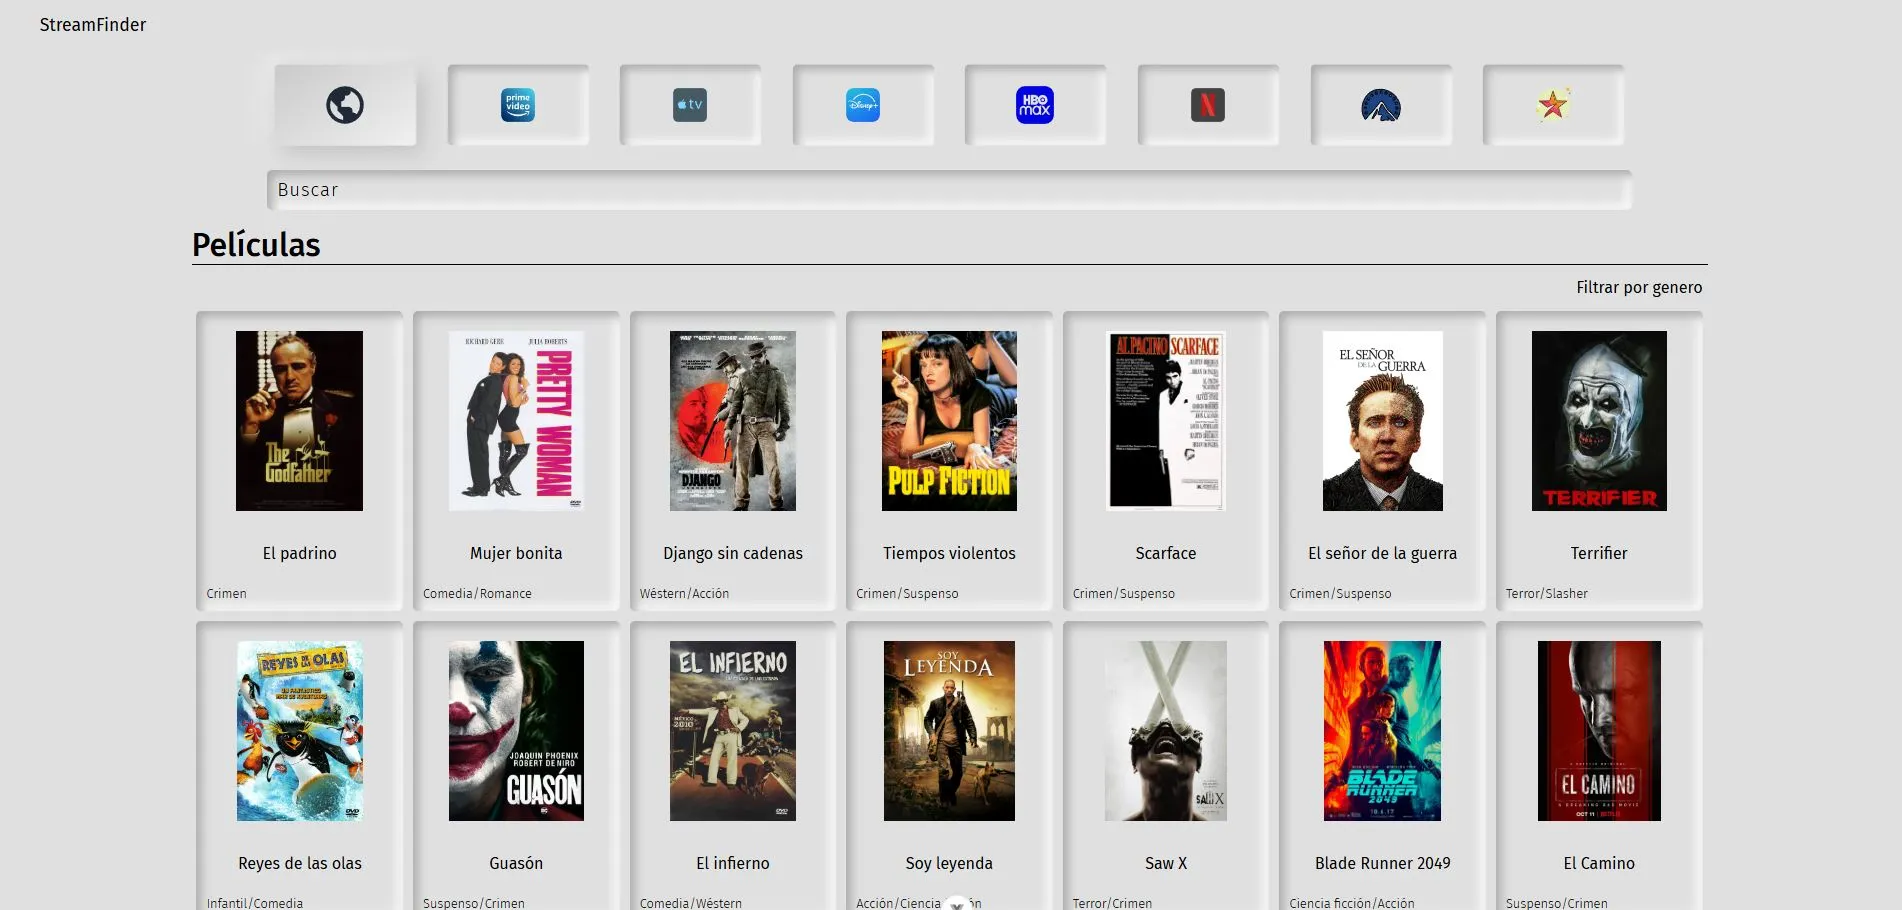 StreamFinder
prime
video
tv
Disney+
HBO
max
N
Buscar
Películas
Filtrar por genero
The
Godfather
RICHARD GERE JULIA ROBERTS
PRETTY WOMAN
DJANGO
PULP FICTION
AL PACINO SCARFACE
EL SEÑOR
DE LA GUERRA
TERRIFIER
El padrino
Mujer bonita
Django sin cadenas
Tiempos violentos
Scarface
El señor de la guerra
Terrifier
Crimen
Comedia/Romance
Wéstern/Acción
Crimen/Suspenso
Crimen/Suspenso
Crimen/Suspenso
Terror/Slasher
REYES DE LAS OLAS
JOAQUIN PHOENIX
ROBERT DE NIRO
GUASÓN
EL INFIERNO
MÉXICO
2010
SOY
LEYENDA
SAW X
BLADE
RUNNER
2049
EL CAMINO
A BREAKING BAD MOVIE
OCT 11
Reyes de las olas
Guasón
El infierno
Soy leyenda
Saw X
Blade Runner 2049
El Camino
Infantil/Comedia
Suspenso/Crimen
Comedia/Wéstern
Acción/Ciencia
Terror/Crimen
Ciencia ficción/Acción
Suspenso/Crimen